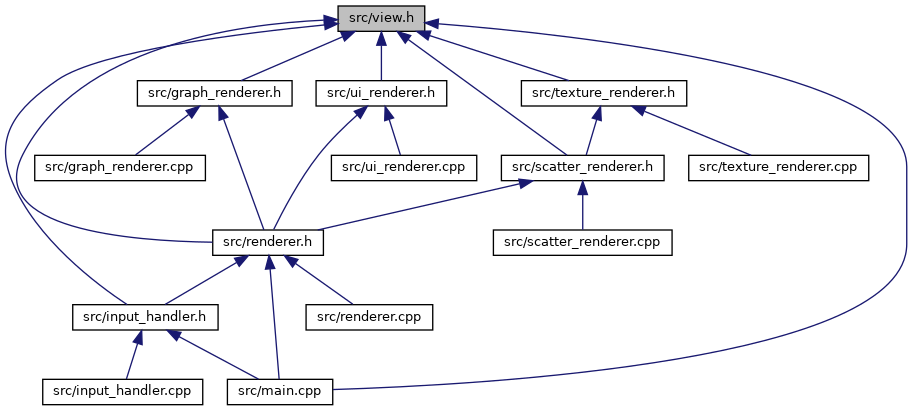 src/view.h
src/graph_renderer.h
src/ui_renderer.h
src/texture_renderer.h
src/graph_renderer.cpp
src/ui_renderer.cpp
src/scatter_renderer.h
src/texture_renderer.cpp
src/renderer.h
src/scatter_renderer.cpp
src/input_handler.h
src/renderer.cpp
src/input_handler.cpp
src/main.cpp